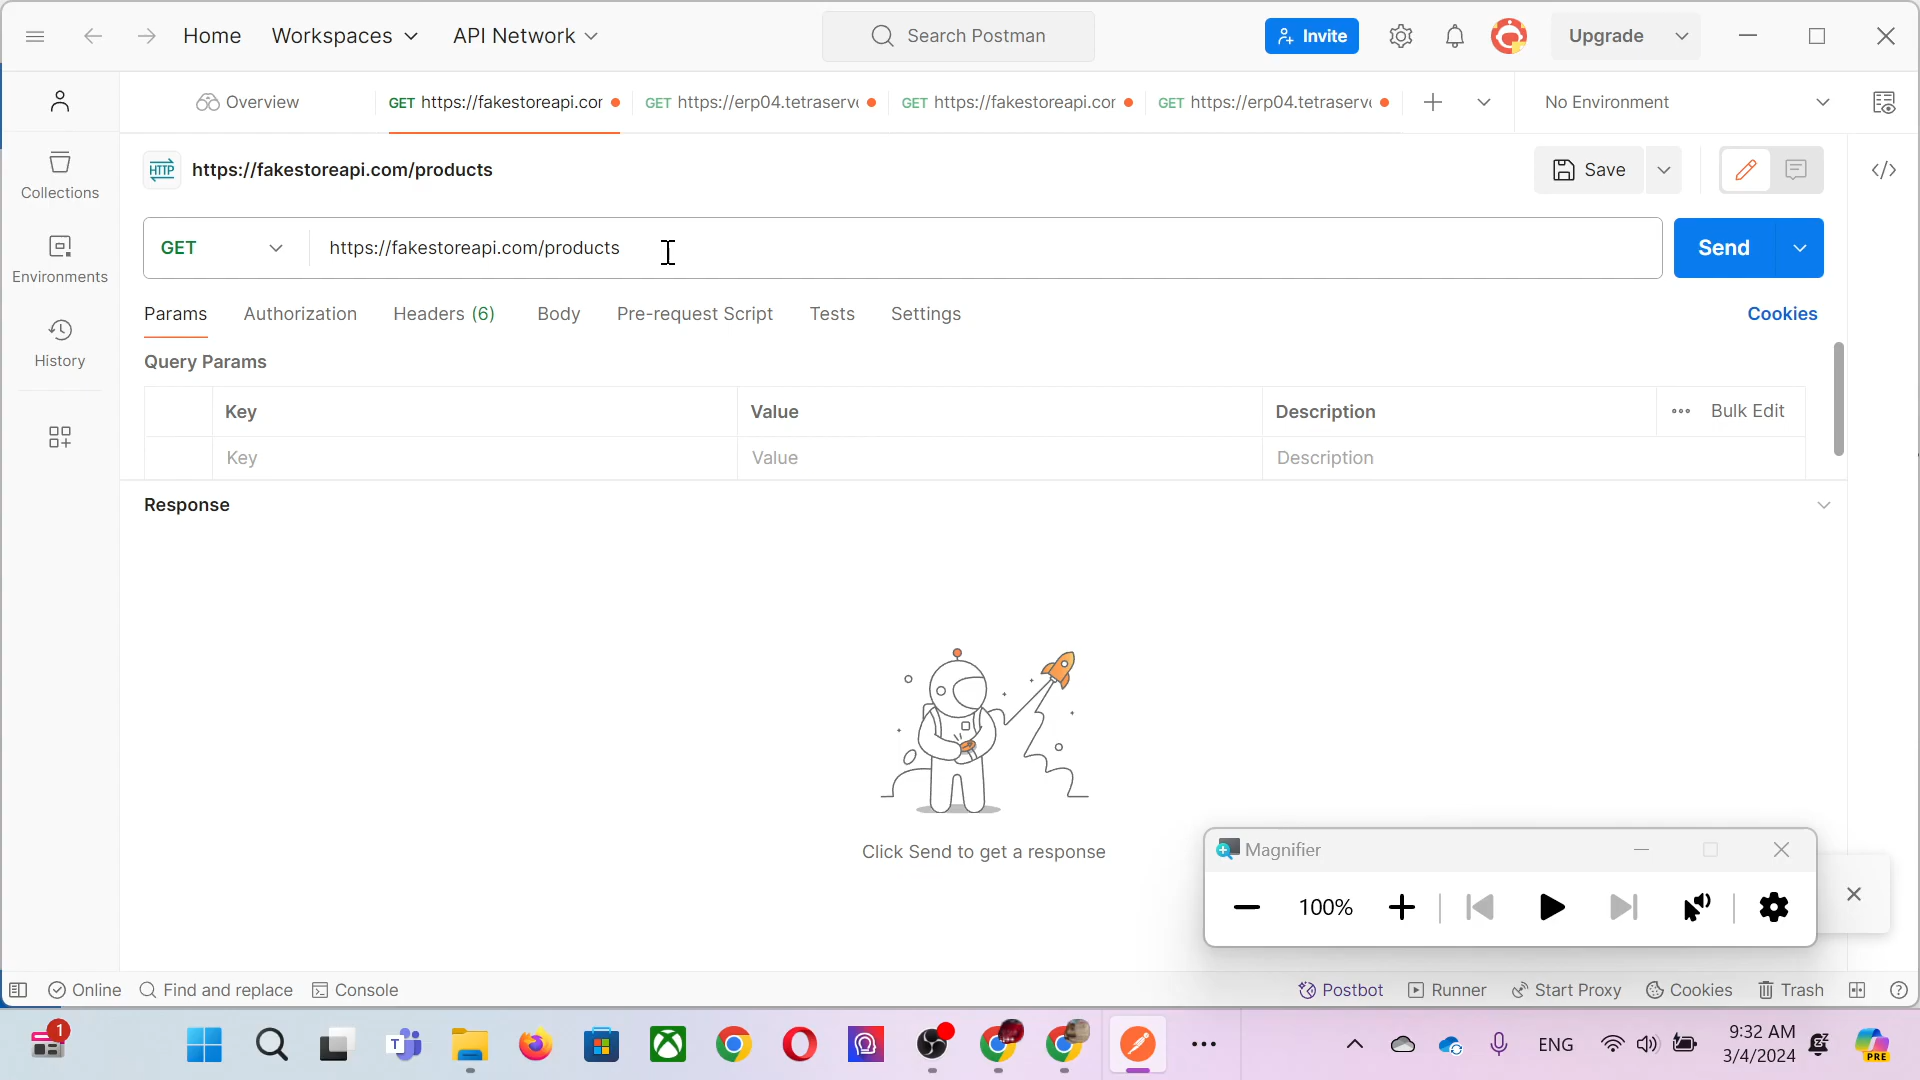 Home Workspaces API Network Search Postman Invite Upgrade
Overview GET https://fakestoreapi.cor GET https://erp04.tetraserv GET https://fakestoreapi.cor GET https://erp04.tetraserv No Environment
HTTP https://fakestoreapi.com/products Save
GET https://fakestoreapi.com/products Send
Collections
Environments
History
Params Authorization Headers (6) Body Pre-request Script Tests Settings Cookies
Query Params
Key Value Description Bulk Edit
Key Value Description
Response
Click Send to get a response
Magnifier
100%
Online Find and replace Console Postbot Runner Start Proxy Cookies Trash
1 T ENG 9:32 AM
3/4/2024
PRE